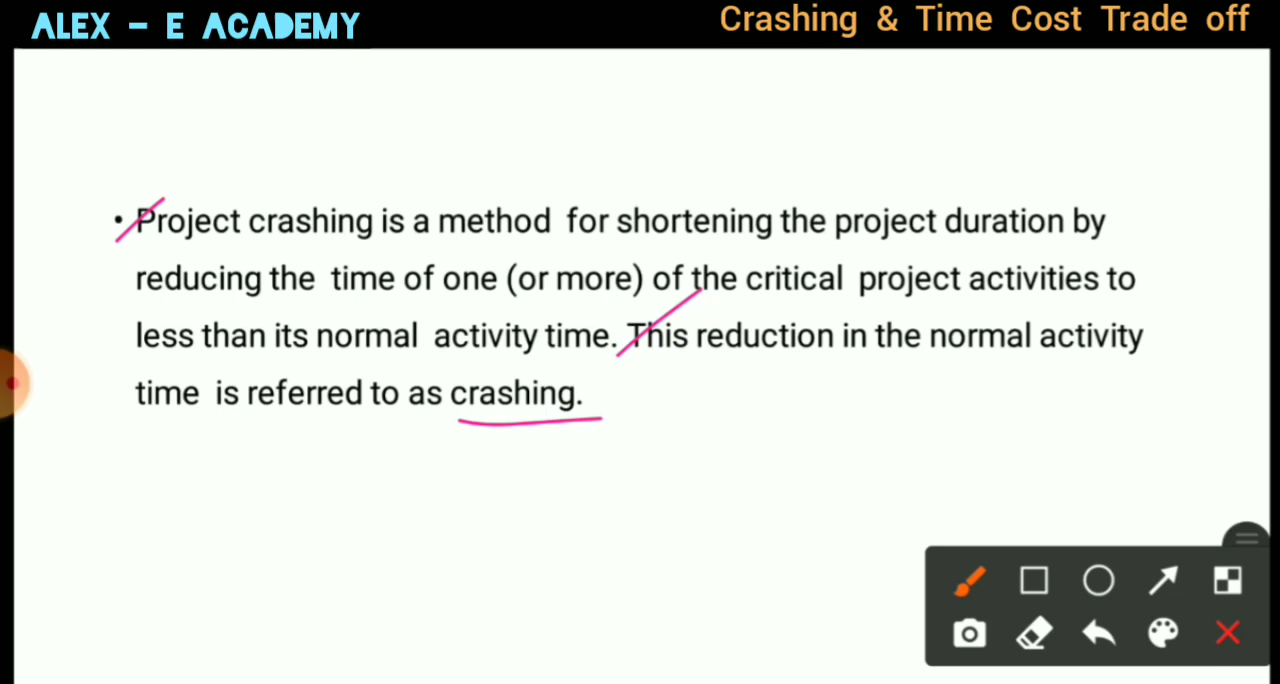 ALEX - E ACADEMY
Crashing & Time Cost Trade off
• Project crashing is a method for shortening the project duration by
reducing the time of one (or more) of the critical project activities to
less than its normal activity time. This reduction in the normal activity
time is referred to as crashing.